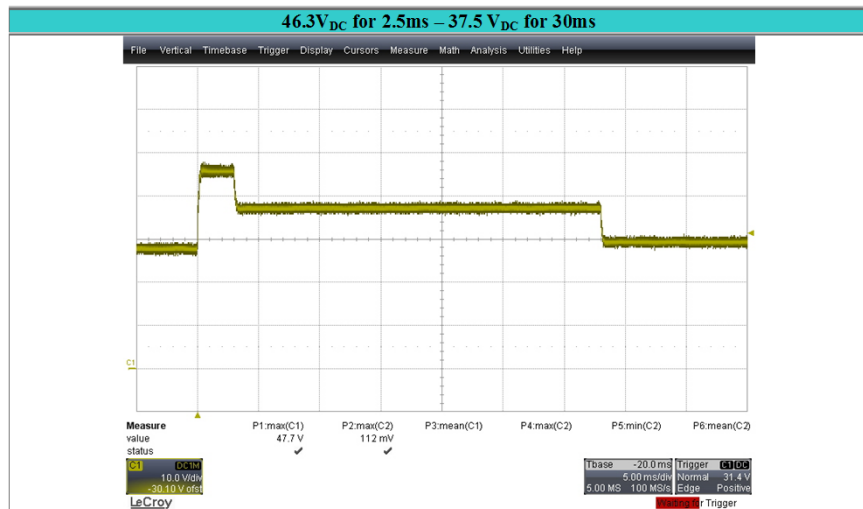 46.3VDC for 2.5ms – 37.5 VDC for 30ms
File Vertical Timebase Trigger Display Cursors Measure Math Analysis Utilities Help
C1
Measure P1:max(C1) P2:max(C2) P3:mean(C1) P4:max(C2) P5:min(C2) P6:mean(C2)
value 47.7 V 112 mV
status
C1 DC1M
10.0 V/div
-30.10 V ofst
Tbase -20.0 ms
5.00 ms/div
5.00 MS 100 MS/s
Trigger C1 DC
Normal 31.4 V
Edge Positive
LeCroy
Waiting for Trigger